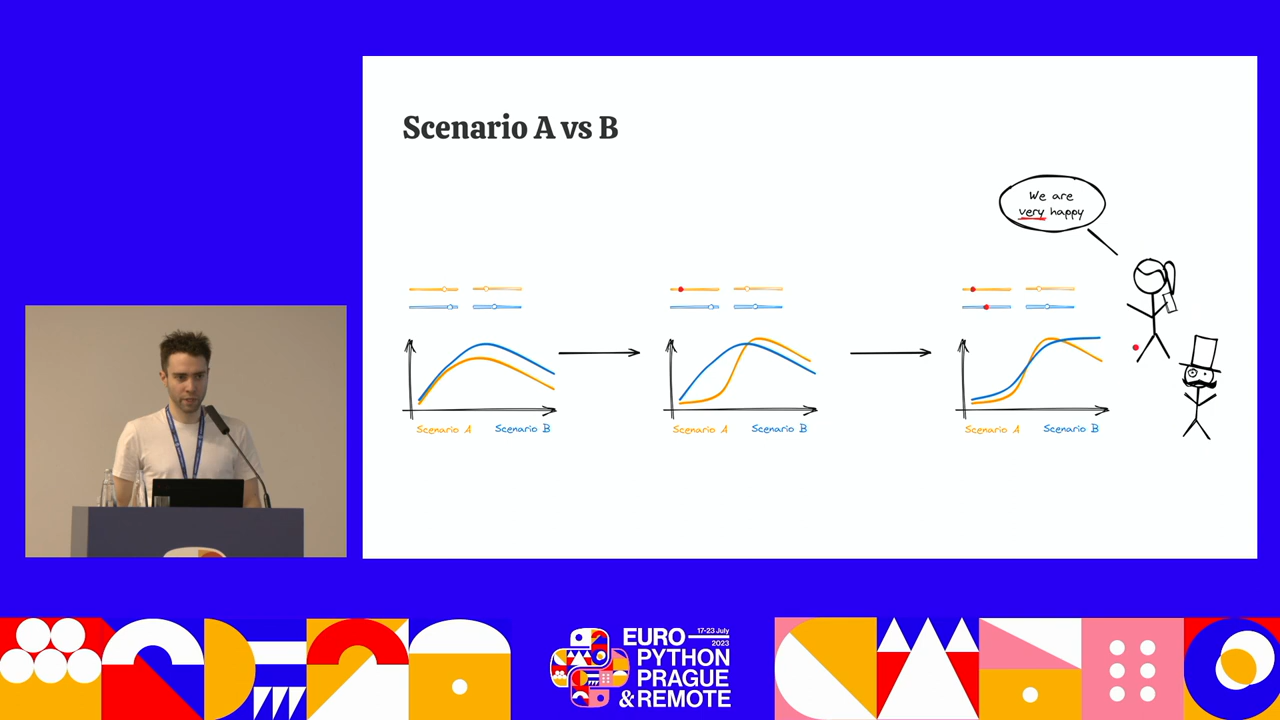 Scenario A vs B
We are
very happy
Scenario A Scenario B
Scenario A Scenario B
Scenario A Scenario B
EURO
17-23 July
2023
PYTHON
PRAGUE
& REMOTE